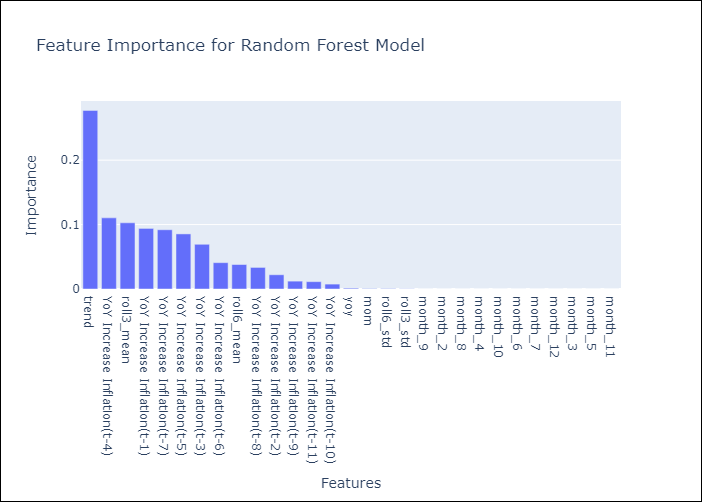 Feature Importance for Random Forest Model
Importance
0.2
0.1
0
trend
YoY Increase Inflation(t-4)
roll3_mean
YoY Increase Inflation(t-1)
YoY Increase Inflation(t-7)
YoY Increase Inflation(t-5)
YoY Increase Inflation(t-3)
YoY Increase Inflation(t-6)
roll6_mean
YoY Increase Inflation(t-8)
YoY Increase Inflation(t-2)
YoY Increase Inflation(t-9)
YoY Increase Inflation(t-11)
YoY Increase Inflation(t-10)
yoy
mom
roll6_std
roll3_std
month_9
month_2
month_8
month_4
month_10
month_6
month_7
month_12
month_3
month_5
month_11
Features